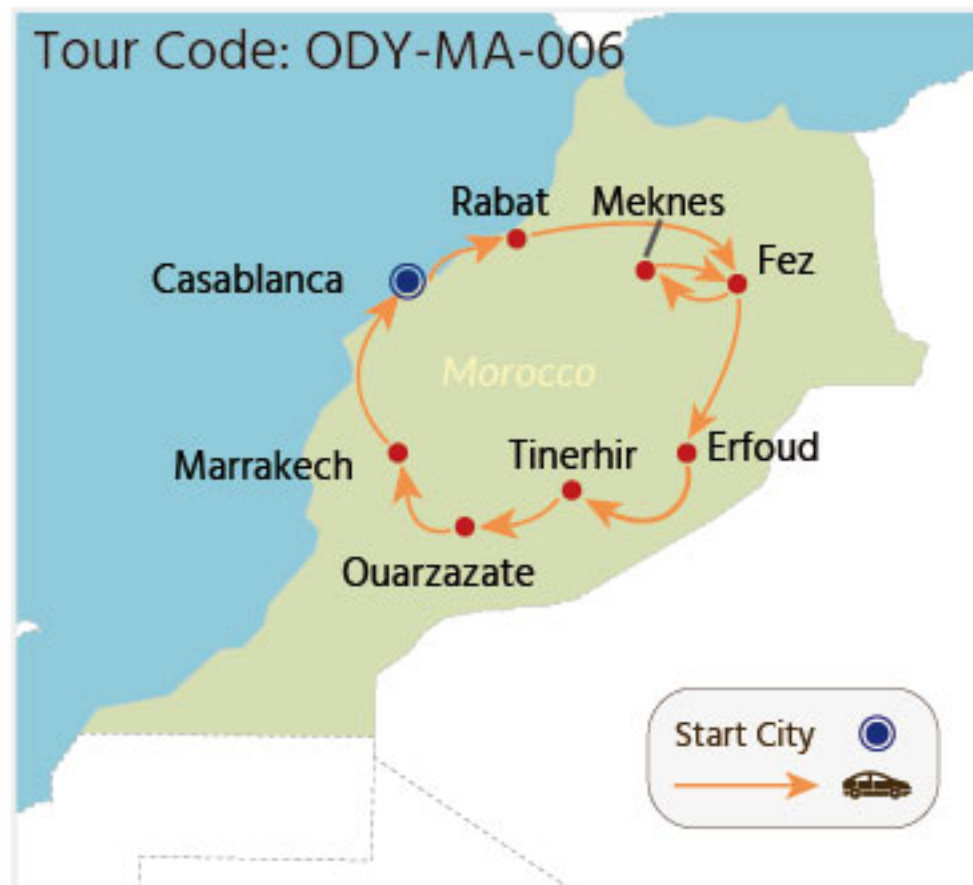 Tour Code: ODY-MA-006
Rabat
Meknes
Casablanca
Fez
Morocco
Marrakech
Tinerhir
Erfoud
Ouarzazate
Start City